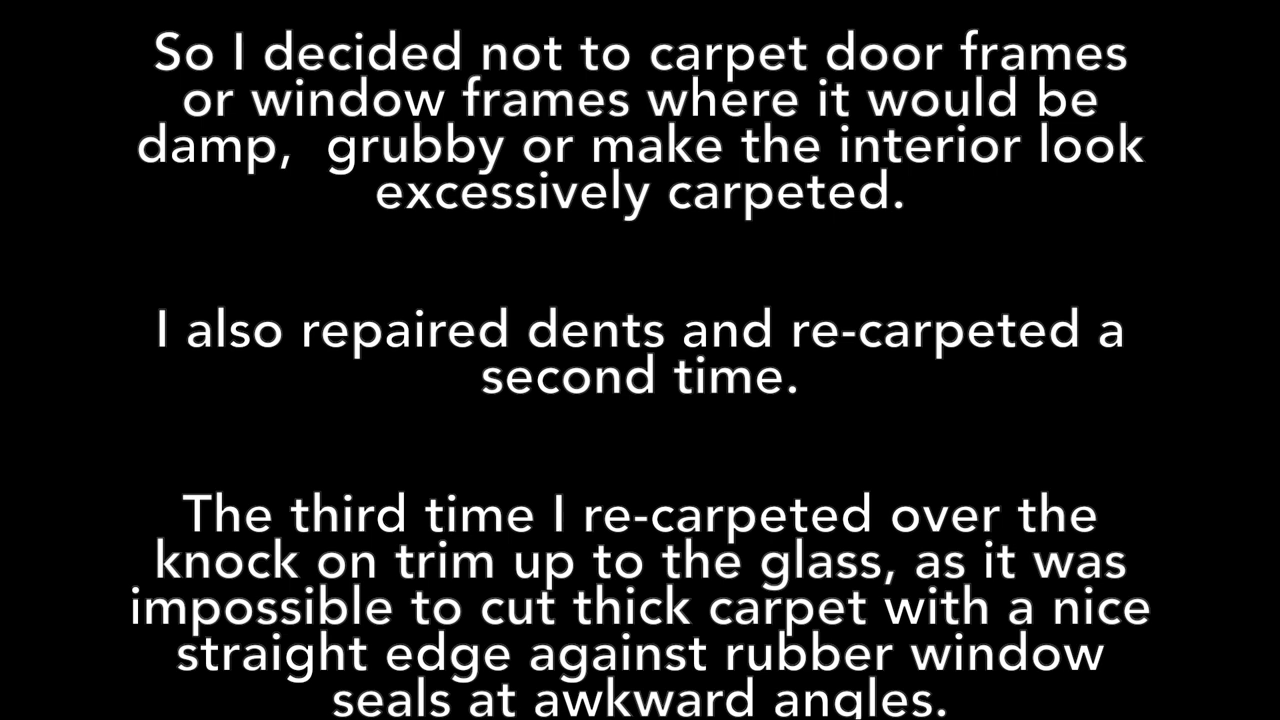 So I decided not to carpet door frames
or window frames where it would be
damp,  grubby or make the interior look
excessively carpeted.
I also repaired dents and re-carpeted a
second time.
The third time I re-carpeted over the
knock on trim up to the glass, as it was
impossible to cut thick carpet with a nice
straight edge against rubber window
seals at awkward angles.